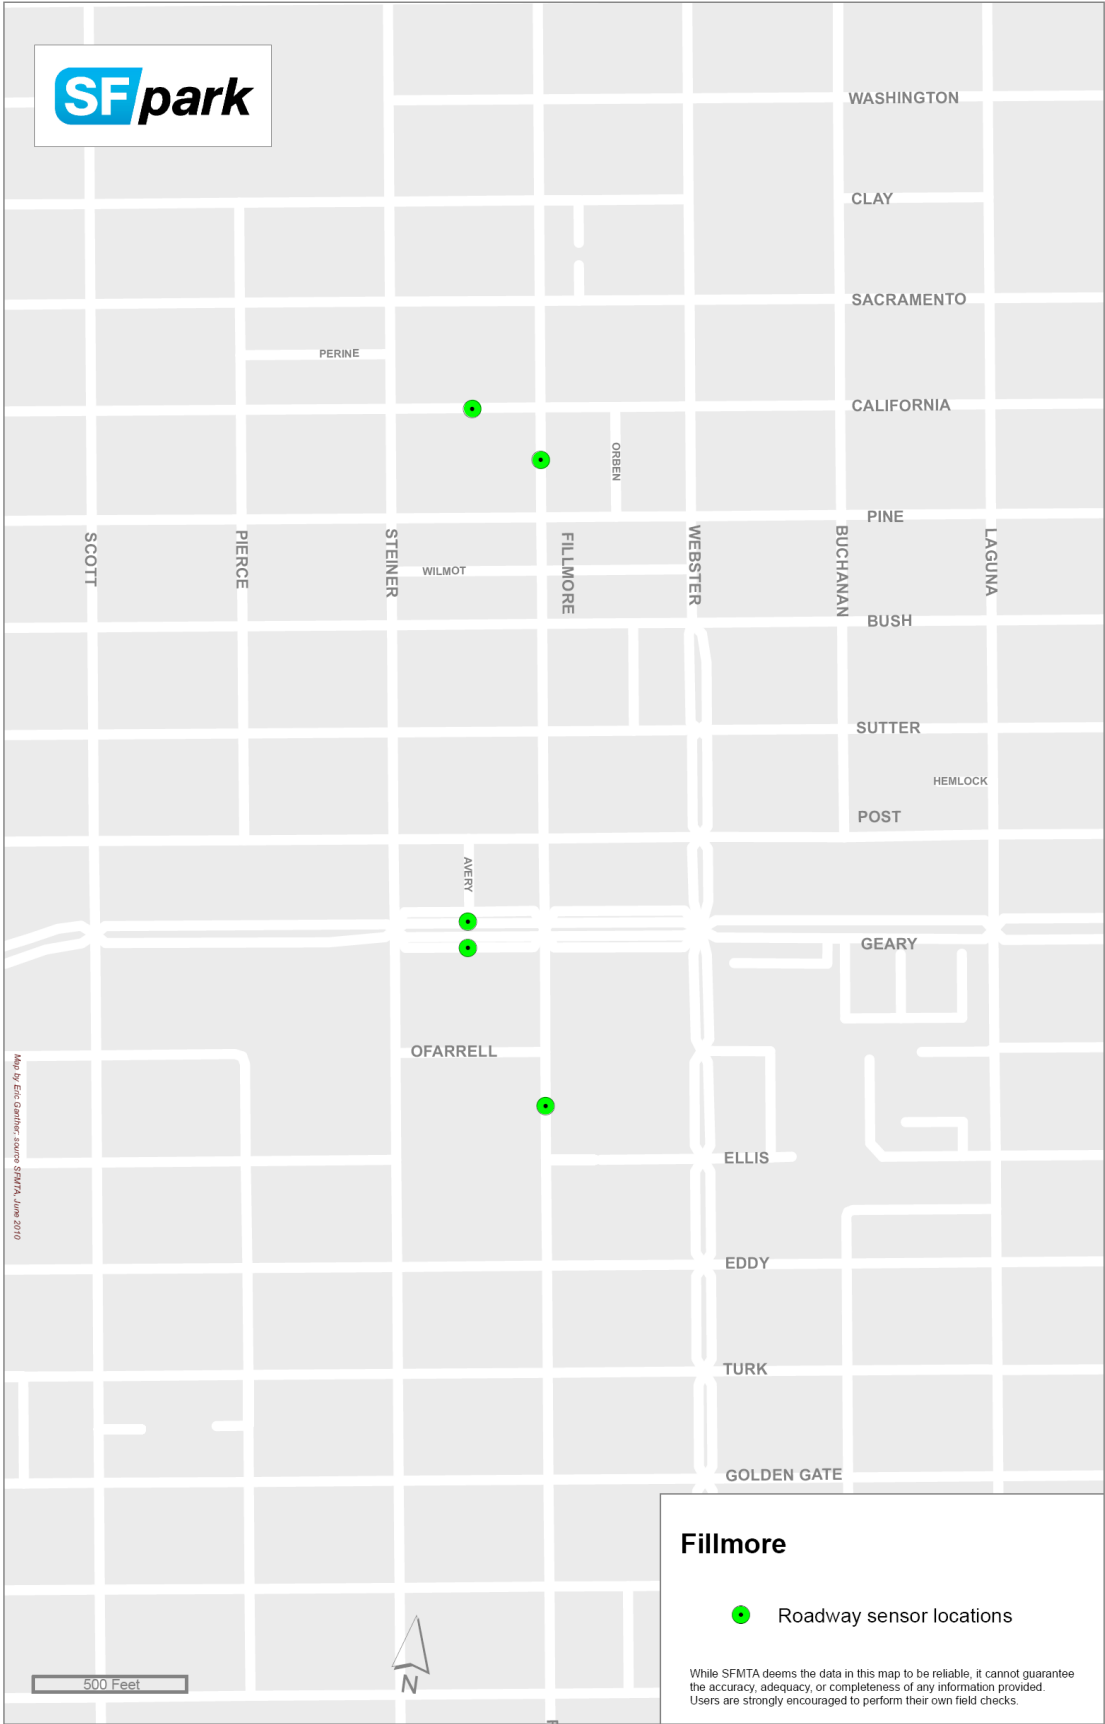 SFpark
WASHINGTON
CLAY
SACRAMENTO
PERINE
CALIFORNIA
ORBEN
PINE
SCOTT
PIERCE
STEINER
FILLMORE
WEBSTER
BUCHANAN
LAGUNA
WILMOT
BUSH
SUTTER
HEMLOCK
POST
AVERY
GEARY
OFARRELL
Map by Eric Ganther; source SFMTA, June 2010
ELLIS
EDDY
TURK
GOLDEN GATE
Fillmore
Roadway sensor locations
While SFMTA deems the data in this map to be reliable, it cannot guarantee
the accuracy, adequacy, or completeness of any information provided.
Users are strongly encouraged to perform their own field checks.
500 Feet
N